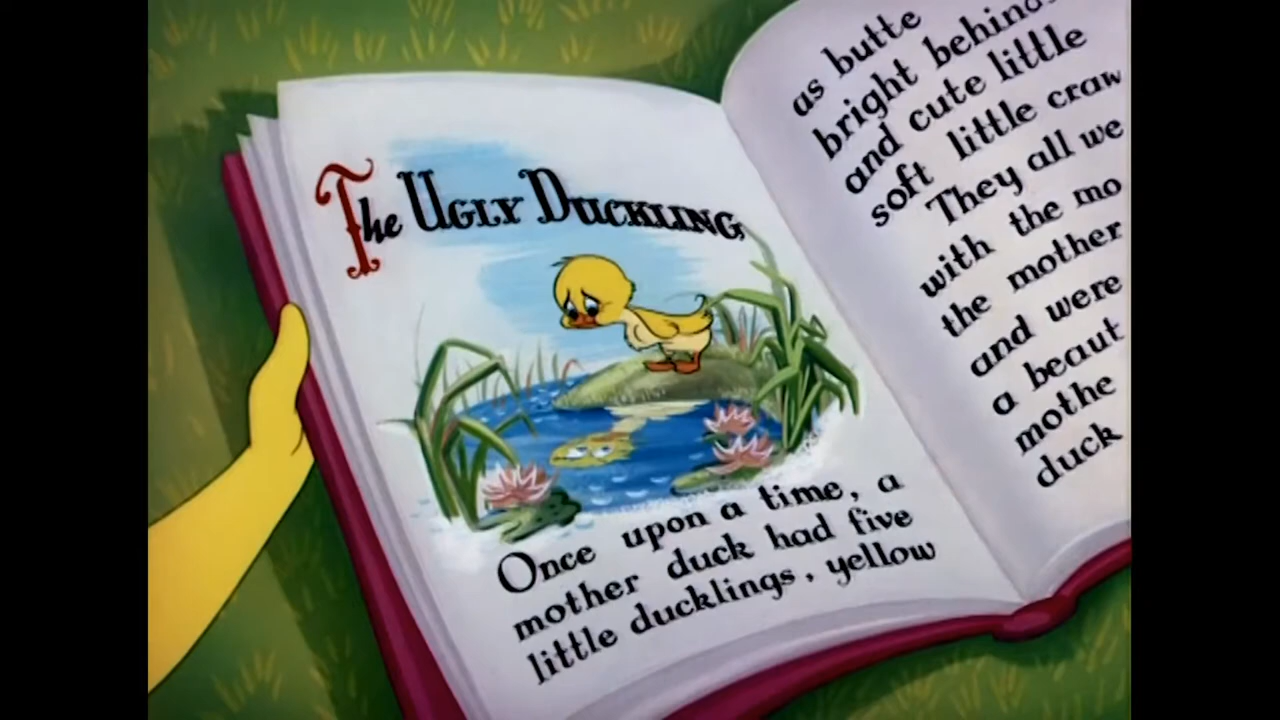 The Ugly Duckling
Once upon a time, a
mother duck had five
little ducklings, yellow
as butte
bright behind
and cute little
soft little craw
They all we
with the mo
the mother
and were
a beaut
mothe
duck